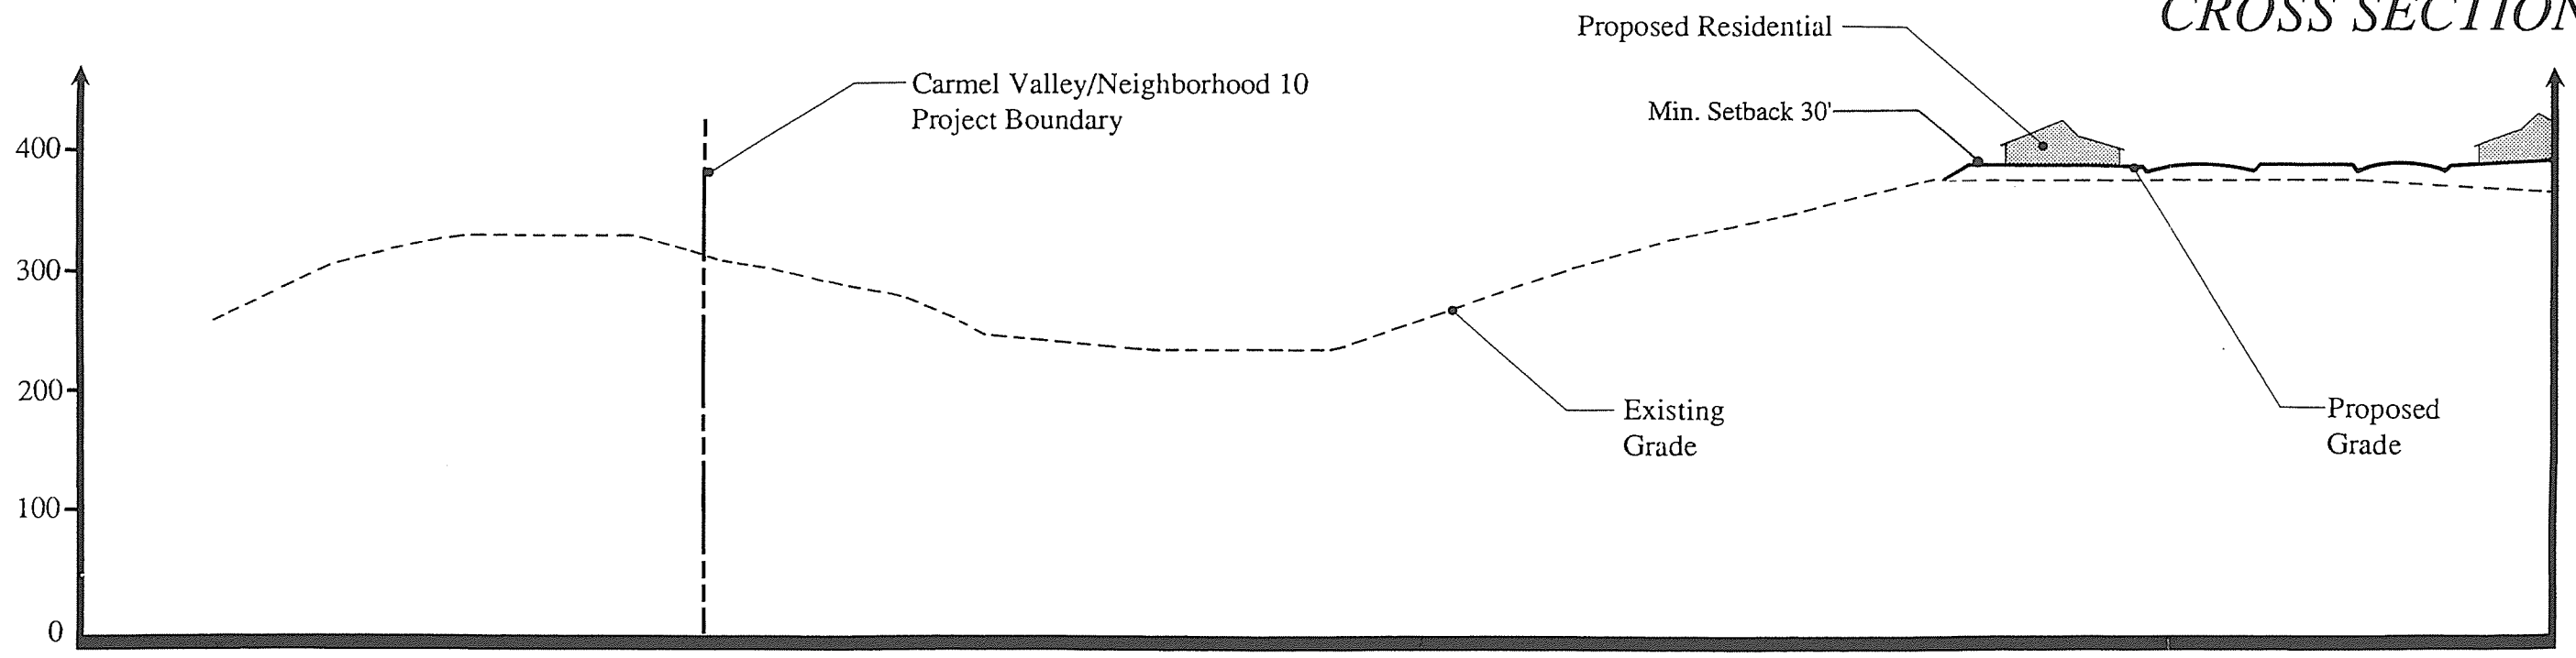 CROSS SECTION
Proposed Residential
Carmel Valley/Neighborhood 10
Project Boundary
Min. Setback 30'
400
300
200
100
0
Existing
Grade
Proposed
Grade